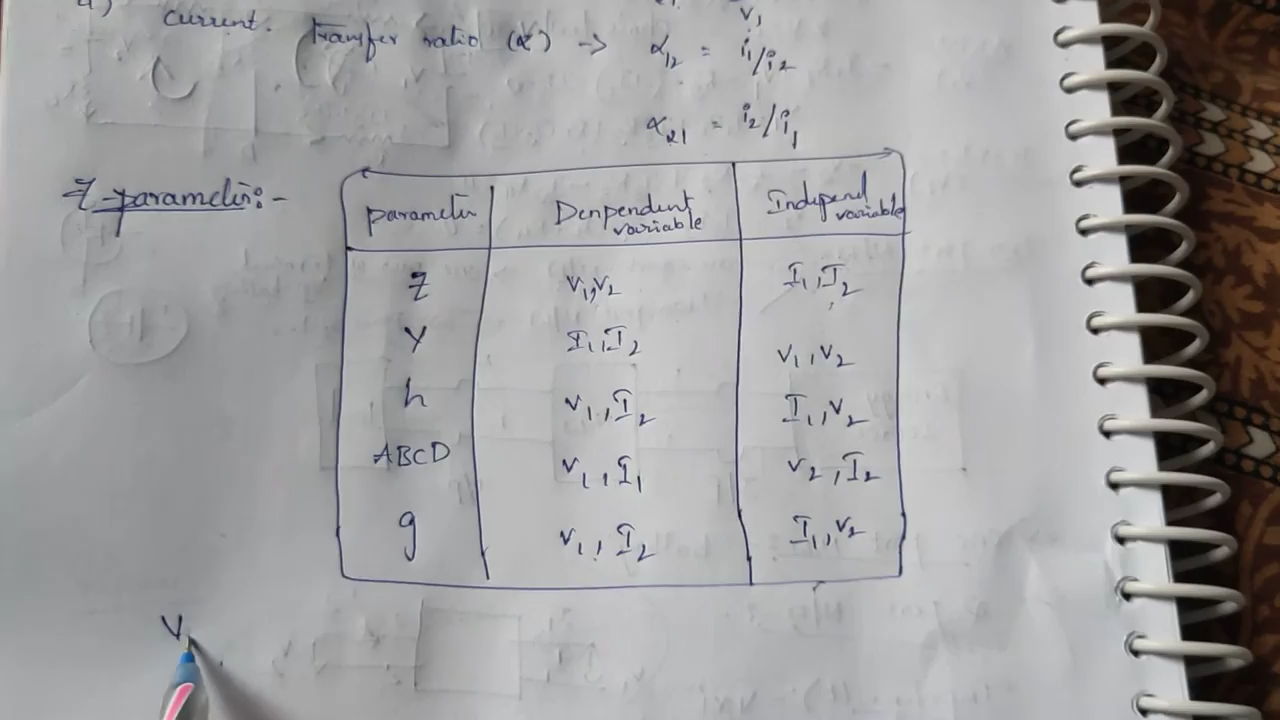 current. Transfer ratio (α) → α12 = i1/i2
v1
α21 = i2/i1
Z-parameter:-
parameter Denpendent variable Independ variable
Z V1,V2 I1,I2
Y I1,I2 V1,V2
h V1,I2 I1,V2
ABCD V1,I1 V2,I2
g V1,I2 I1,V2
V